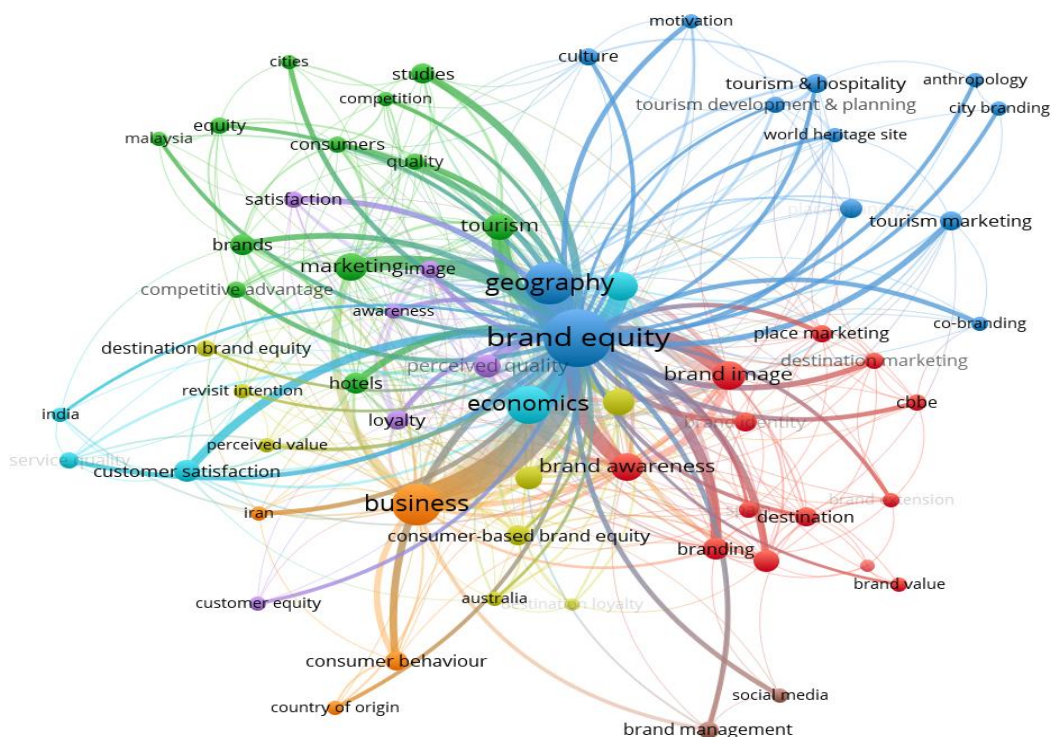 motivation
culture
cities
studies
tourism & hospitality
anthropology
competition
tourism development & planning
city branding
equity
malaysia
consumers
world heritage site
quality
satisfaction
tourism
tourism marketing
brands
marketing
image
geography
competitive advantage
awareness
co-branding
brand equity
place marketing
destination brand equity
perceived quality
destination marketing
brand image
hotels
revisit intention
economics
cbbe
india
loyalty
brand identity
perceived value
service quality
customer satisfaction
brand awareness
business
brand extension
iran
destination
consumer-based brand equity
branding
brand value
customer equity
australia
destination loyalty
consumer behaviour
social media
country of origin
brand management